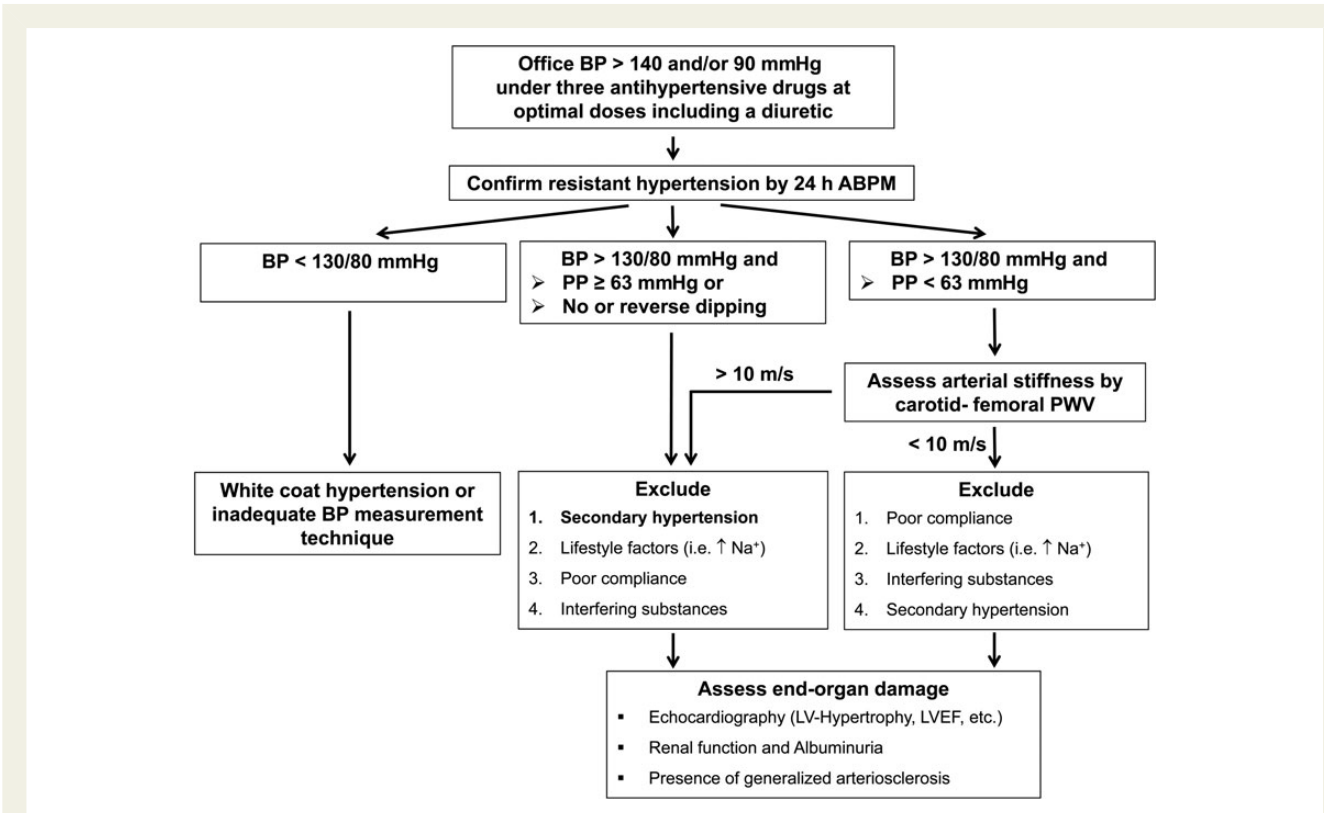 Office BP > 140 and/or 90 mmHg
under three antihypertensive drugs at
optimal doses including a diuretic
Confirm resistant hypertension by 24 h ABPM
BP < 130/80 mmHg
BP > 130/80 mmHg and
➢ PP ≥ 63 mmHg or
➢ No or reverse dipping
BP > 130/80 mmHg and
➢ PP < 63 mmHg
> 10 m/s
Assess arterial stiffness by
carotid- femoral PWV
< 10 m/s
White coat hypertension or
inadequate BP measurement
technique
Exclude
1. Secondary hypertension
2. Lifestyle factors (i.e. ↑ Na⁺)
3. Poor compliance
4. Interfering substances
Exclude
1. Poor compliance
2. Lifestyle factors (i.e. ↑ Na⁺)
3. Interfering substances
4. Secondary hypertension
Assess end-organ damage
▪ Echocardiography (LV-Hypertrophy, LVEF, etc.)
▪ Renal function and Albuminuria
▪ Presence of generalized arteriosclerosis